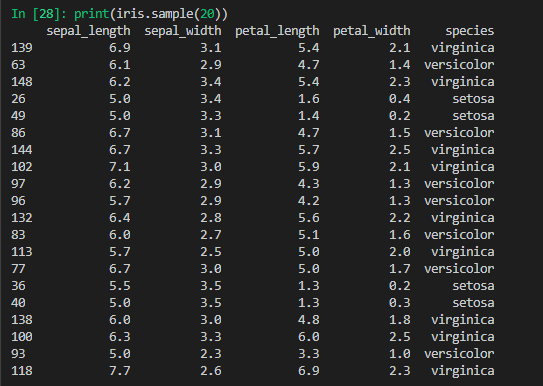 In [28]: print(iris.sample(20))
     sepal_length  sepal_width  petal_length  petal_width     species
139           6.9          3.1           5.4          2.1   virginica
63            6.1          2.9           4.7          1.4  versicolor
148           6.2          3.4           5.4          2.3   virginica
26            5.0          3.4           1.6          0.4      setosa
49            5.0          3.3           1.4          0.2      setosa
86            6.7          3.1           4.7          1.5  versicolor
144           6.7          3.3           5.7          2.5   virginica
102           7.1          3.0           5.9          2.1   virginica
97            6.2          2.9           4.3          1.3  versicolor
96            5.7          2.9           4.2          1.3  versicolor
132           6.4          2.8           5.6          2.2   virginica
83            6.0          2.7           5.1          1.6  versicolor
113           5.7          2.5           5.0          2.0   virginica
77            6.7          3.0           5.0          1.7  versicolor
36            5.5          3.5           1.3          0.2      setosa
40            5.0          3.5           1.3          0.3      setosa
138           6.0          3.0           4.8          1.8   virginica
100           6.3          3.3           6.0          2.5   virginica
93            5.0          2.3           3.3          1.0  versicolor
118           7.7          2.6           6.9          2.3   virginica